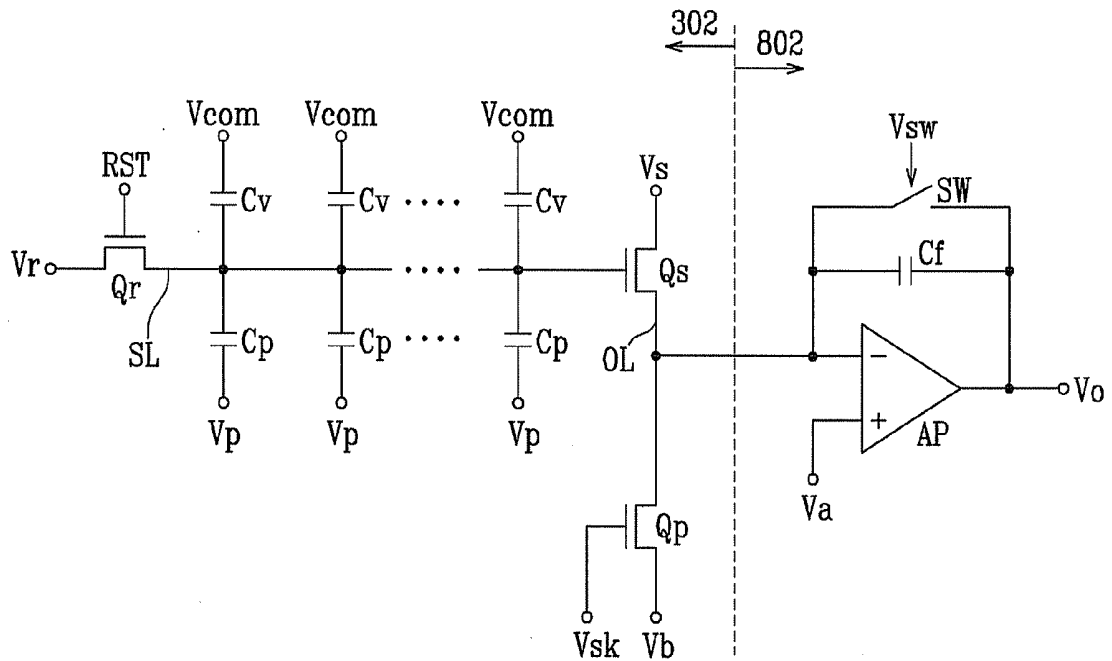 302
802
Vcom
Vcom
Vcom
Vsw
RST
Vs
SW
Cv
Cv
....
Cv
Cf
Vr
Qr
....
Qs
SL
Cp
Cp
....
Cp
OL
−
Vo
Vp
Vp
Vp
+
AP
Va
Qp
Vsk
Vb